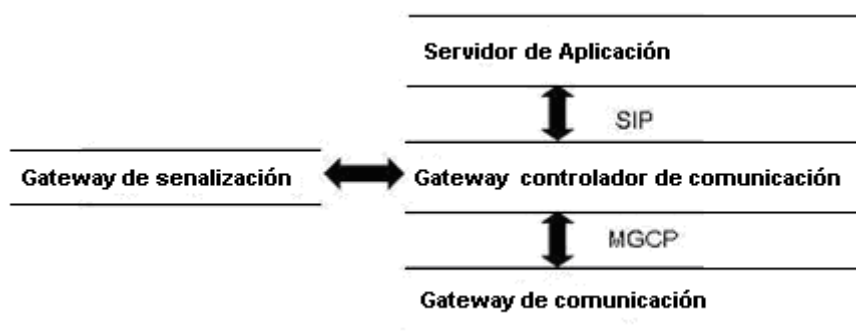 Servidor de Aplicación
SIP
Gateway de senalización
Gateway controlador de comunicación
MGCP
Gateway de comunicación